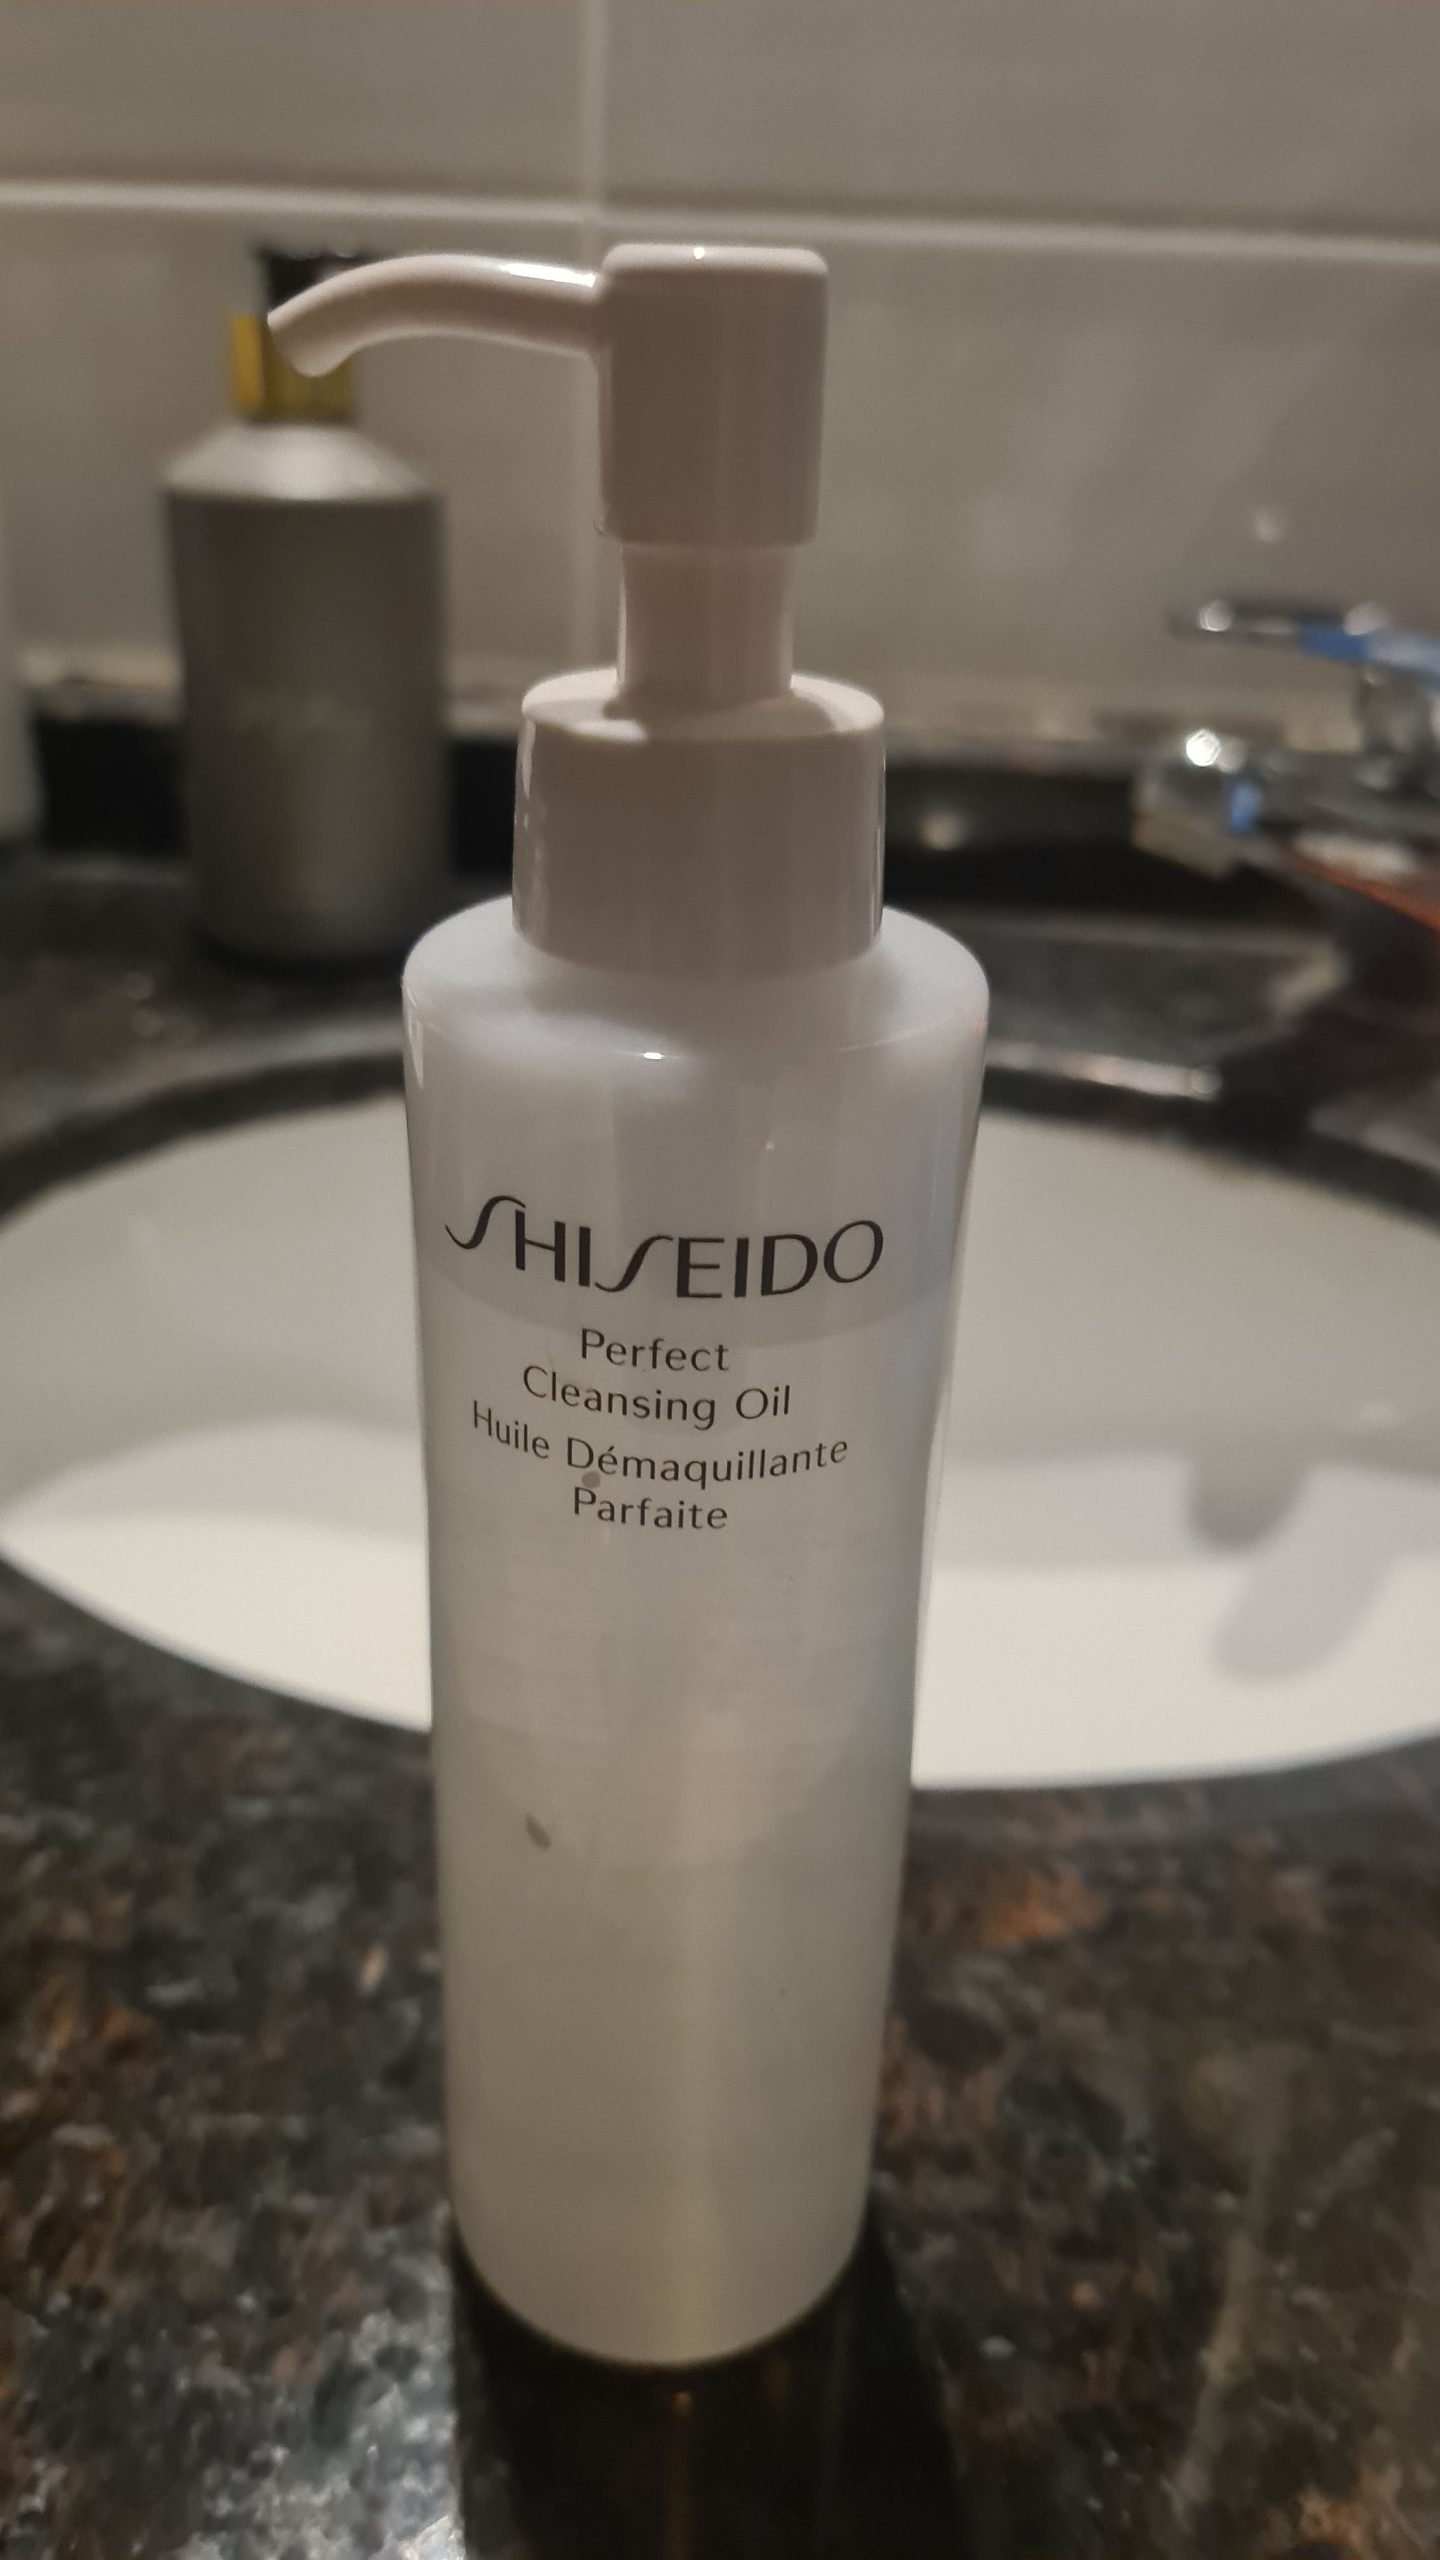 SHISEIDO
Perfect
Cleansing Oil
Huile Démaquillante
Parfaite